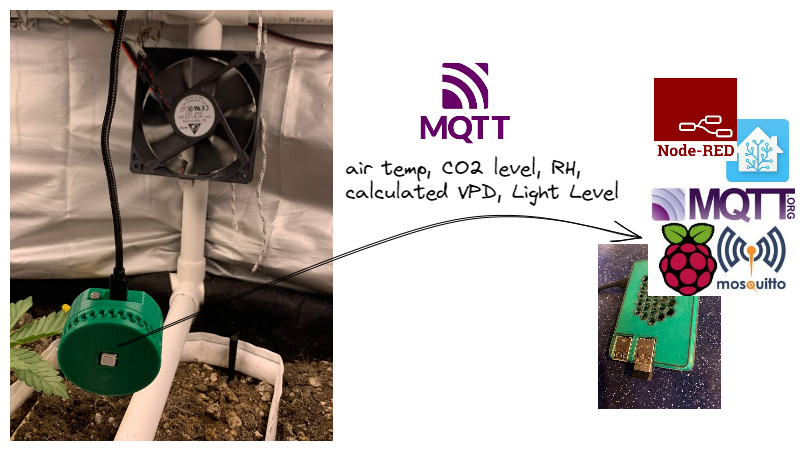 MQTT
air temp, CO2 level, RH,
calculated VPD, Light Level
Node-RED
MQTT.ORG
mosquitto